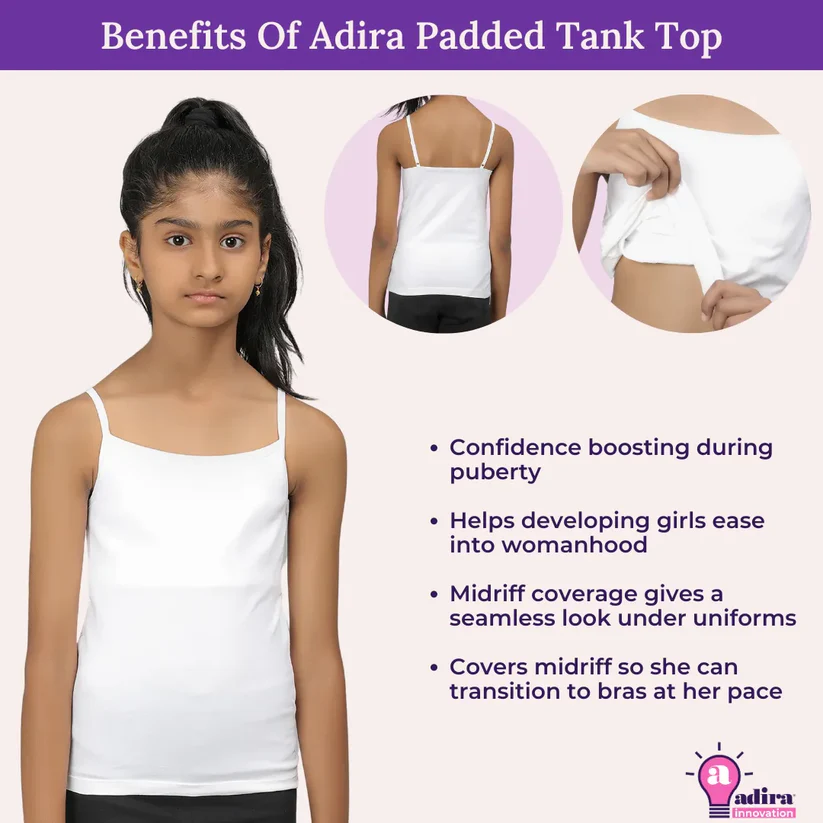 Benefits Of Adira Padded Tank Top
• Confidence boosting during
puberty
• Helps developing girls ease
into womanhood
• Midriff coverage gives a
seamless look under uniforms
• Covers midriff so she can
transition to bras at her pace
a
adira
innovation